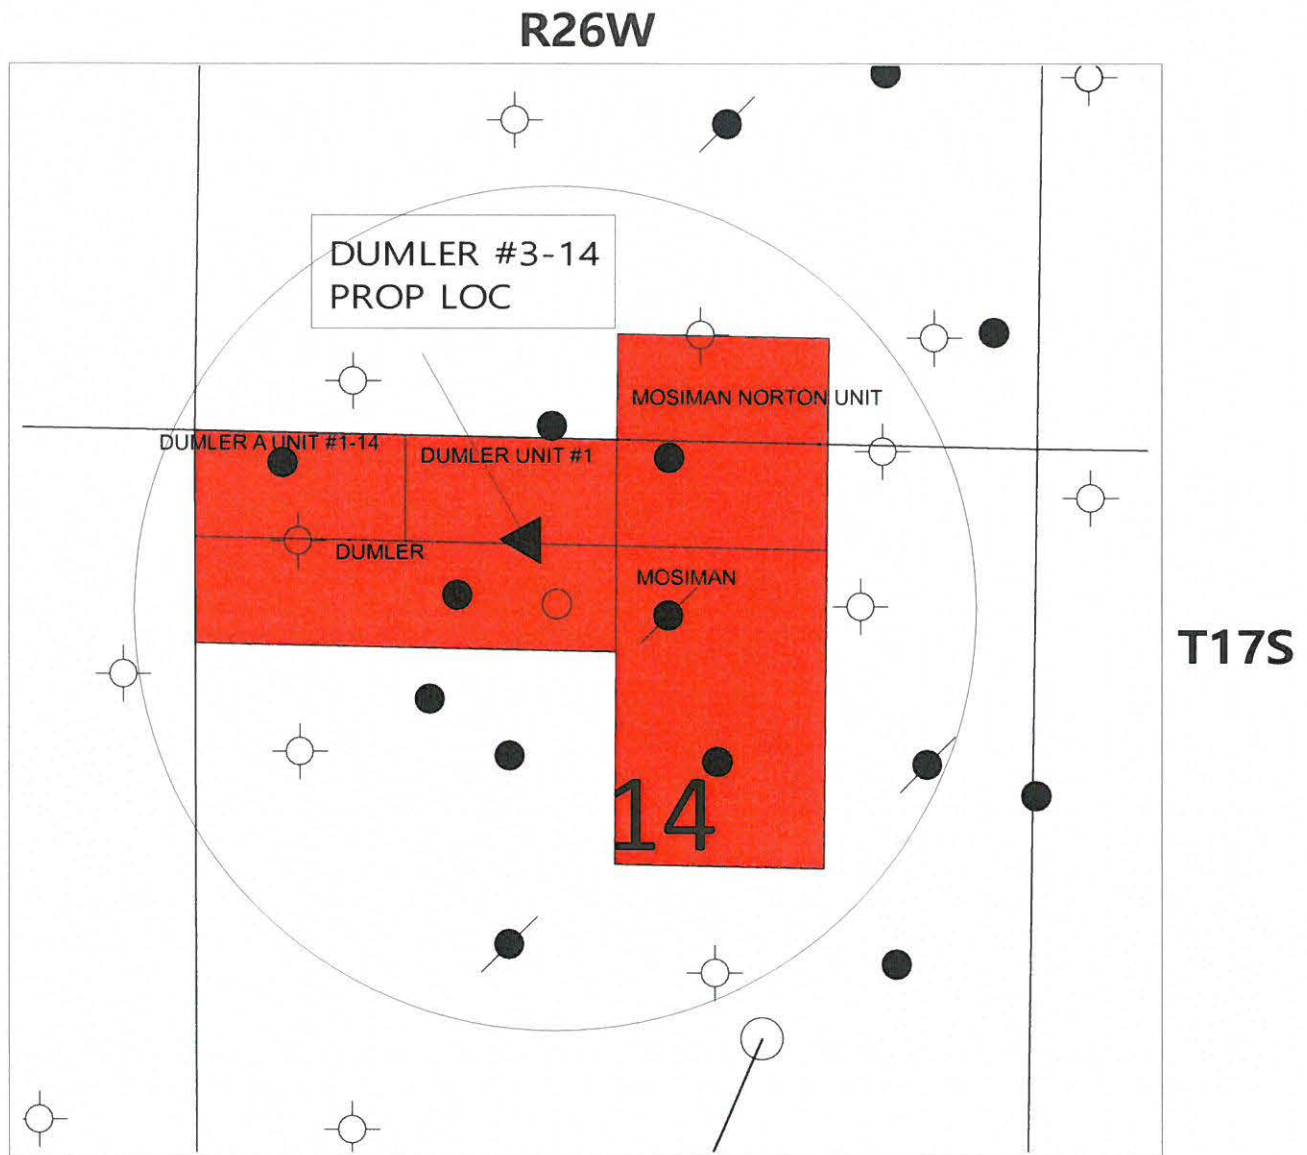 R26W
DUMLER #3-14
PROP LOC
MOSIMAN NORTON UNIT
DUMLER A UNIT #1-14
DUMLER UNIT #1
DUMLER
MOSIMAN
T17S
14